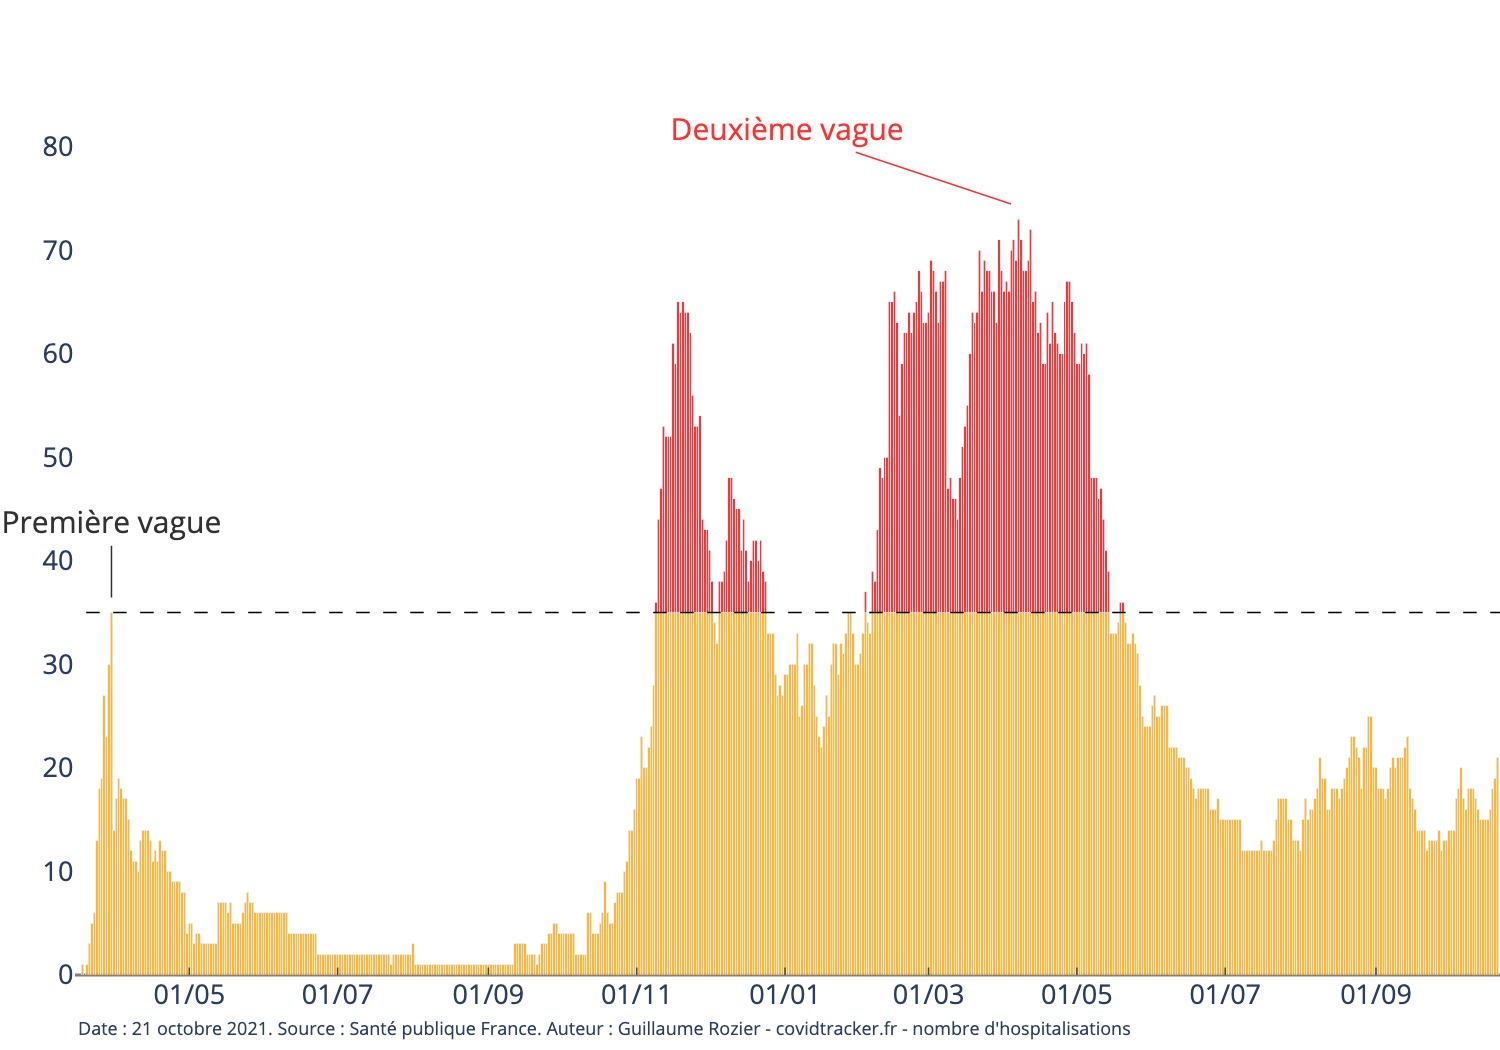 Deuxième vague
80
70
60
50
Première vague
40
30
20
10
0
01/05 01/07 01/09 01/11 01/01 01/03 01/05 01/07 01/09
Date : 21 octobre 2021. Source : Santé publique France. Auteur : Guillaume Rozier - covidtracker.fr - nombre d'hospitalisations